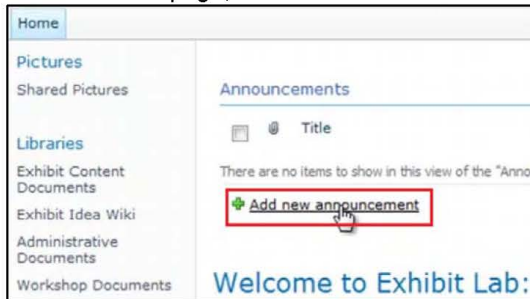 page,
Home
Pictures
Shared Pictures
Libraries
Exhibit Content
Documents
Exhibit Idea Wiki
Administrative
Documents
Workshop Documents
Announcements
Title
There are no items to show in this view of the "Anno
Add new announcement
Welcome to Exhibit Lab: